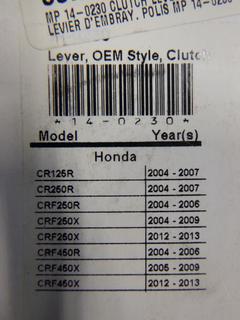 MP 14-0230 CLUTCH
LEVIER D'EMBRAY. POLIS MP 14-0230
Lever, OEM Style, Clutch
*14-0230*
Model Year(s)
Honda
CR125R 2004 - 2007
CR250R 2004 - 2007
CRF250R 2004 - 2006
CRF250X 2004 - 2009
CRF250X 2012 - 2013
CRF450R 2004 - 2006
CRF450X 2005 - 2009
CRF450X 2012 - 2013